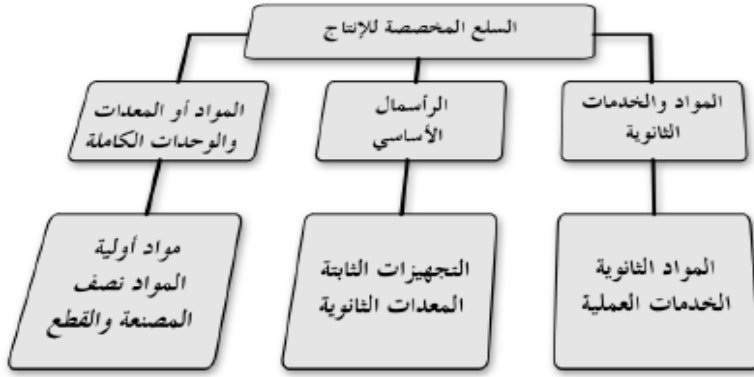 السلع المخصصة للإنتاج
المواد والخدمات
الثانوية
الرأسمال
الأساسي
المواد أو المعدات
والوحدات الكاملة
المواد الثانوية
الخدمات العملية
التجهيزات الثابتة
المعدات الثانوية
مواد أولية
المواد نصف
المصنعة والقطع